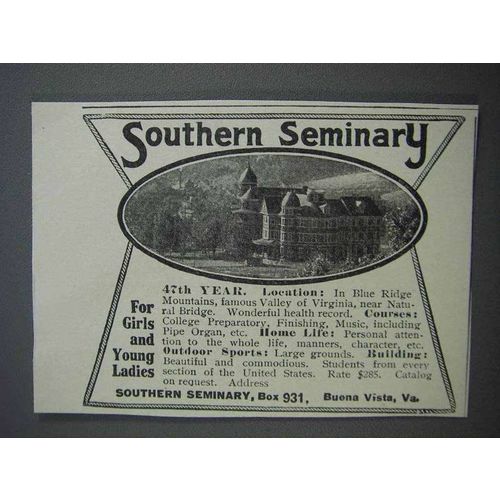 Southern Seminary
For
Girls
and
Young
Ladies
47th YEAR. Location: In Blue Ridge
Mountains, famous Valley of Virginia, near Natu-
ral Bridge. Wonderful health record. Courses:
College Preparatory, Finishing, Music, including
Pipe Organ, etc. Home Life: Personal atten-
tion to the whole life, manners, character, etc.
Outdoor Sports: Large grounds. Building:
Beautiful and commodious. Students from every
section of the United States. Rate $285. Catalog
on request. Address
SOUTHERN SEMINARY, Box 931, Buena Vista, Va.